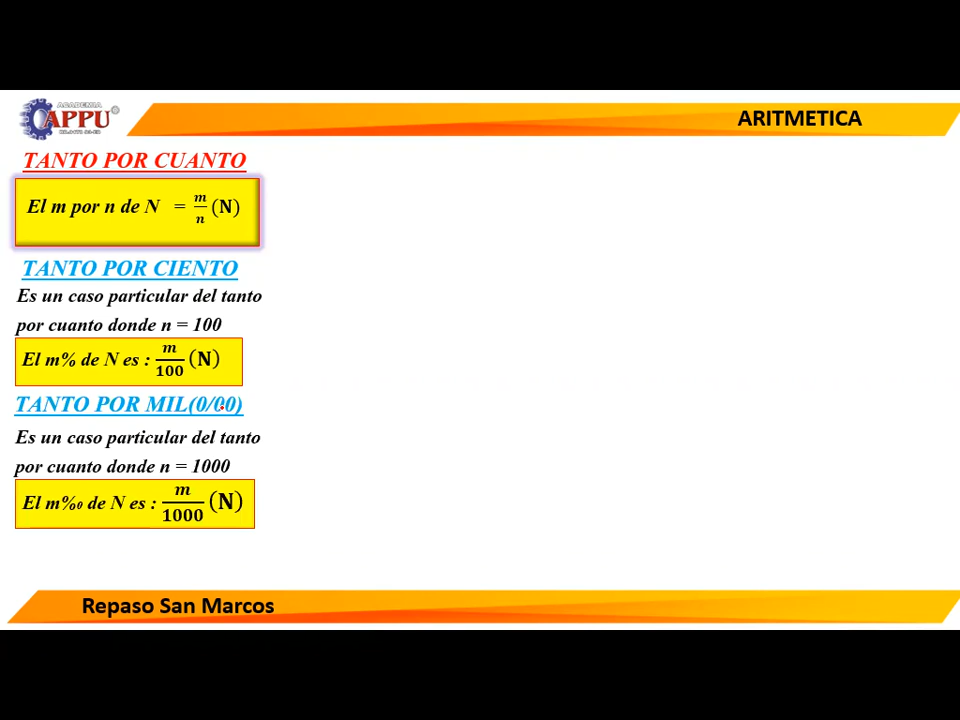 ACADEMIA
APPU®
ARITMETICA
TANTO POR CUANTO
El m por n de N = m/n (N)
TANTO POR CIENTO
Es un caso particular del tanto
por cuanto donde n = 100
El m% de N es : m/100 (N)
TANTO POR MIL(0/00)
Es un caso particular del tanto
por cuanto donde n = 1000
El m%₀ de N es : m/1000 (N)
Repaso San Marcos